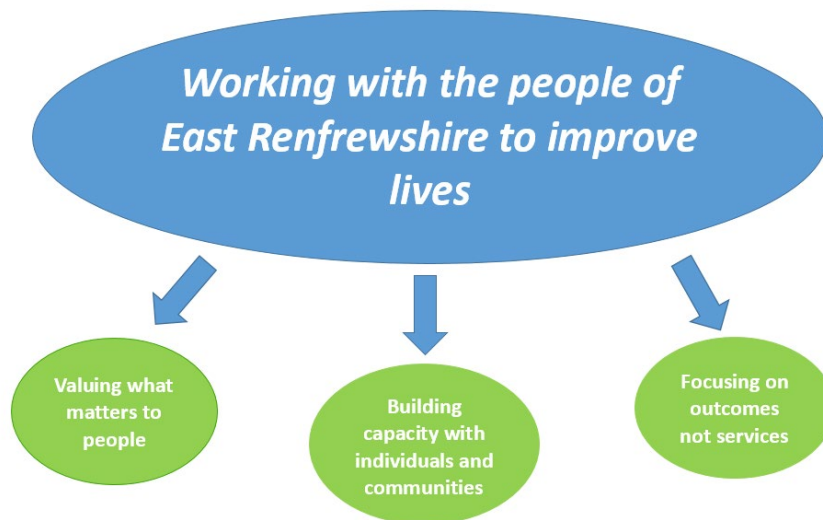 Working with the people of
East Renfrewshire to improve
lives
Valuing what
matters to
people
Building
capacity with
individuals and
communities
Focusing on
outcomes
not services